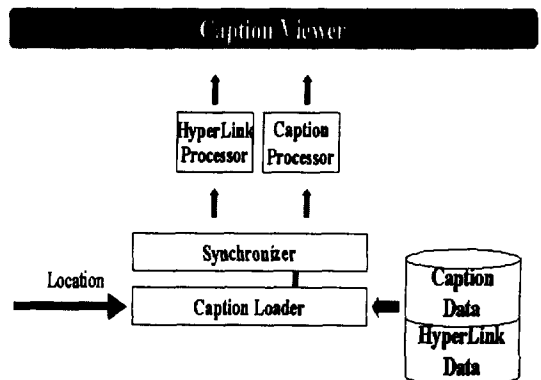 Caption Viewer
HyperLink
Processor
Caption
Processor
Synchronizer
Location
Caption Loader
Caption
Data
HyperLink
Data